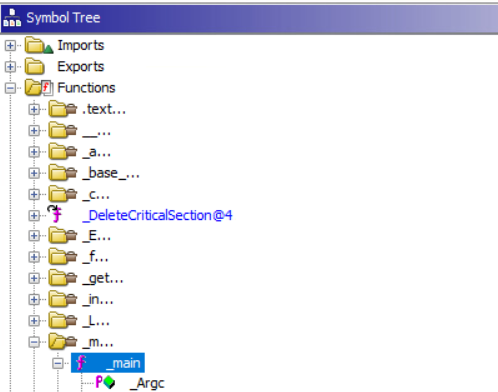 Symbol Tree
Imports
Exports
Functions
.text...
__...
_a...
_base_...
_c...
_DeleteCriticalSection@4
_E...
_f...
_get...
_in...
_L...
_m...
f _main
P _Argc